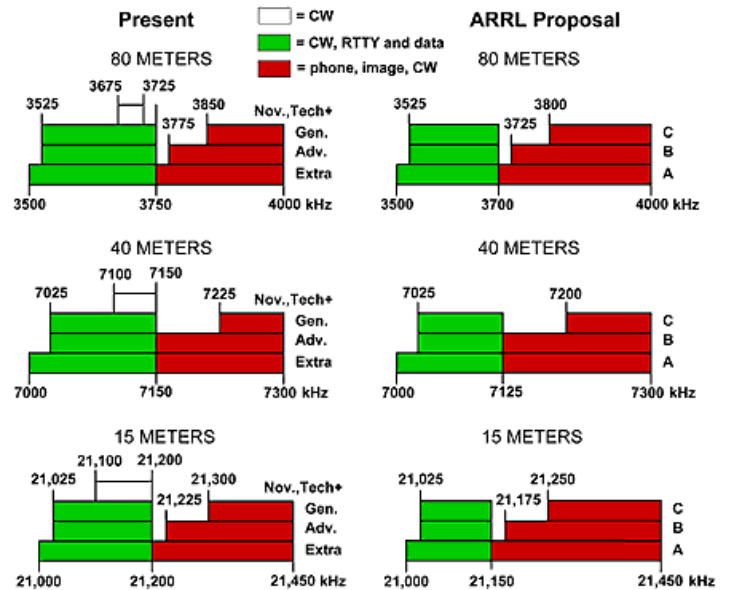 Present
= CW
= CW, RTTY and data
= phone, image, CW
ARRL Proposal
80 METERS
3675 3725
3525 3775 3850 Nov.,Tech+
Gen.
Adv.
Extra
3500 3750 4000 kHz
80 METERS
3525 3725 3800
C
B
A
3500 3700 4000 kHz
40 METERS
7100 7150
7025 7225 Nov.,Tech+
Gen.
Adv.
Extra
7000 7150 7300 kHz
40 METERS
7025 7200
C
B
A
7000 7125 7300 kHz
15 METERS
21,100 21,200
21,025 21,225 21,300 Nov.,Tech+
Gen.
Adv.
Extra
21,000 21,200 21,450 kHz
15 METERS
21,025 21,175 21,250
C
B
A
21,000 21,150 21,450 kHz